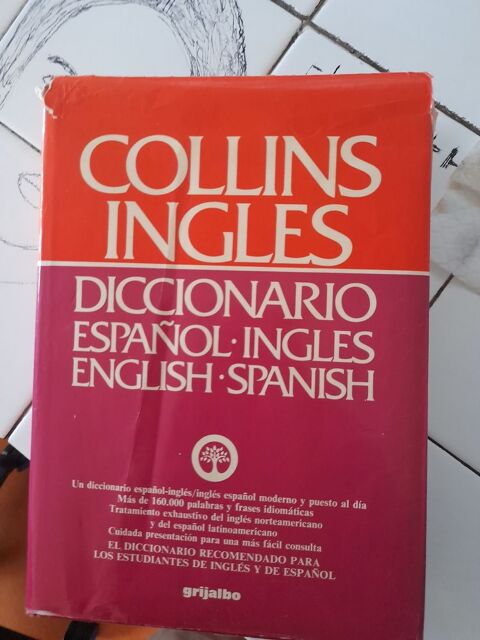 COLLINS
INGLES
DICCIONARIO
ESPAÑOL·INGLES
ENGLISH·SPANISH
Un diccionario español-inglés/inglés español moderno y puesto al día
Más de 160.000 palabras y frases idiomáticas
Tratamiento exhaustivo del inglés norteamericano
y del español latinoamericano
Cuidada presentación para una más fácil consulta
EL DICCIONARIO RECOMENDADO PARA
LOS ESTUDIANTES DE INGLÉS Y DE ESPAÑOL
grijalbo